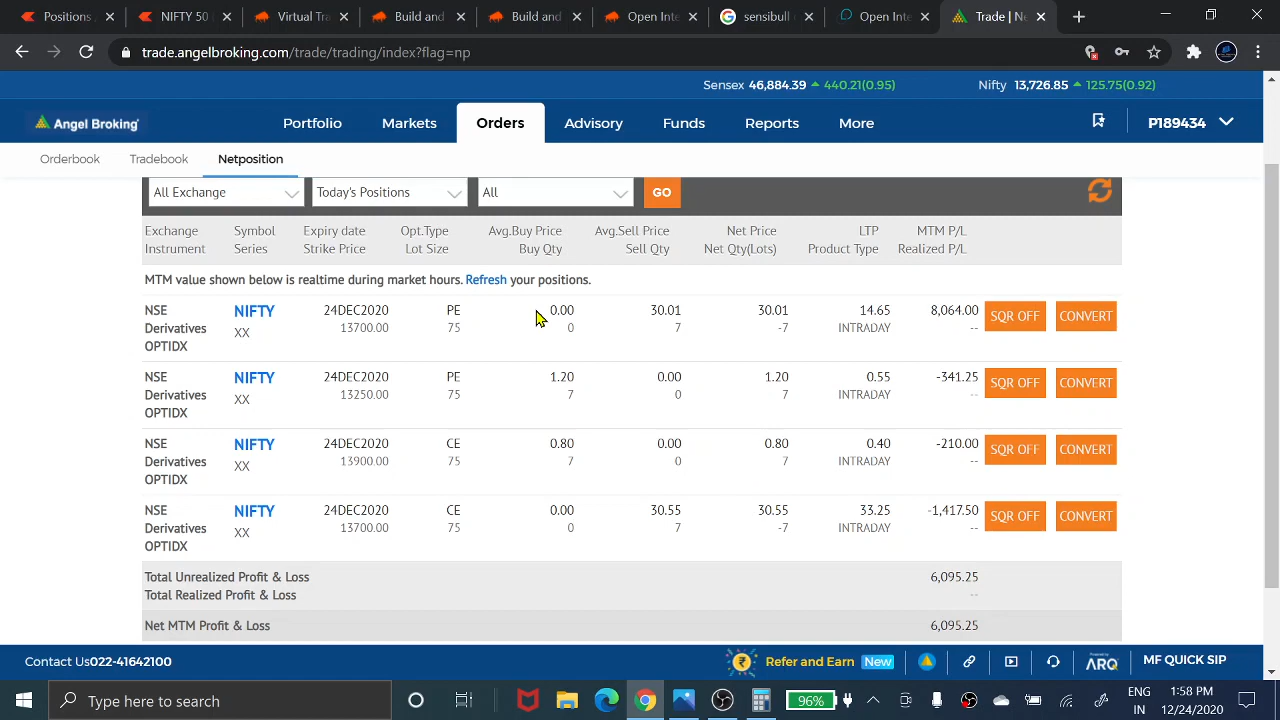 Positions
NIFTY 50
Virtual Tra
Build and
Build and
Open Inte
sensibull
Open Inte
Trade | Ne
trade.angelbroking.com/trade/trading/index?flag=np
Sensex 46,884.39 440.21(0.95) Nifty 13,726.85 125.75(0.92)
Angel Broking
Portfolio Markets Orders Advisory Funds Reports More P189434
Orderbook Tradebook Netposition
All Exchange Today's Positions All GO
Exchange Symbol Expiry date Opt.Type Avg.Buy Price Avg.Sell Price Net Price LTP MTM P/L
Instrument Series Strike Price Lot Size Buy Qty Sell Qty Net Qty(Lots) Product Type Realized P/L
MTM value shown below is realtime during market hours. Refresh your positions.
NSE NIFTY 24DEC2020 PE 0.00 30.01 30.01 14.65 8,064.00 SQR OFF CONVERT
Derivatives XX 13700.00 75 0 7 -7 INTRADAY --
OPTIDX
NSE NIFTY 24DEC2020 PE 1.20 0.00 1.20 0.55 -341.25 SQR OFF CONVERT
Derivatives XX 13250.00 75 7 0 7 INTRADAY --
OPTIDX
NSE NIFTY 24DEC2020 CE 0.80 0.00 0.80 0.40 -210.00 SQR OFF CONVERT
Derivatives XX 13900.00 75 7 0 7 INTRADAY --
OPTIDX
NSE NIFTY 24DEC2020 CE 0.00 30.55 30.55 33.25 -1,417.50 SQR OFF CONVERT
Derivatives XX 13700.00 75 0 7 -7 INTRADAY --
OPTIDX
Total Unrealized Profit & Loss 6,095.25
Total Realized Profit & Loss --
Net MTM Profit & Loss 6,095.25
Contact Us022-41642100 Refer and Earn New ARQ MF QUICK SIP
Type here to search 96% ENG 1:58 PM
IN 12/24/2020